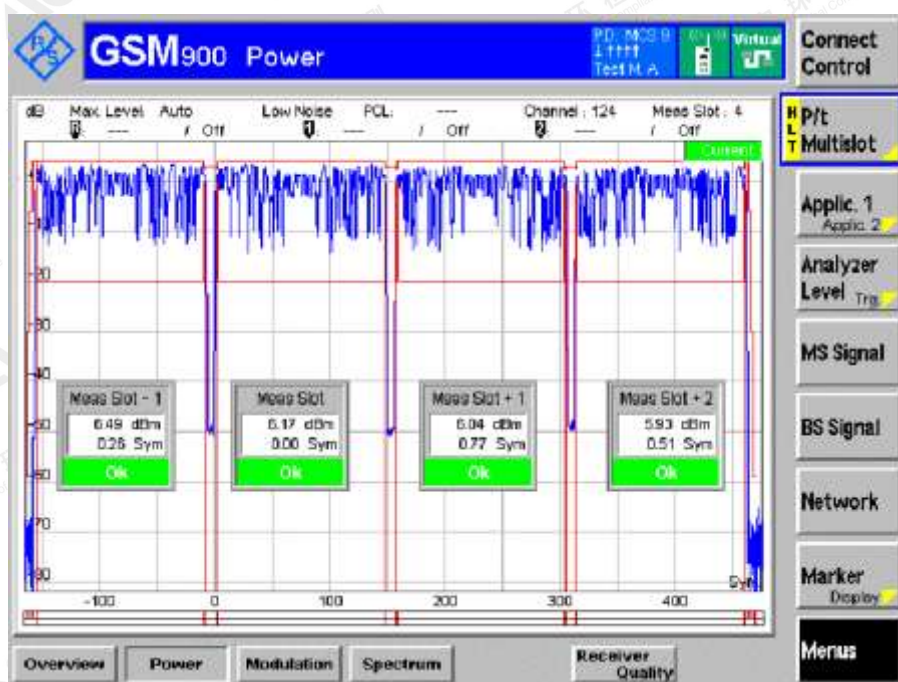 R&S GSM900 Power
PD: MCS 9
Test M. A
Virtual
Connect Control
dB Max. Level Auto Low Noise PCL: --- Channel : 124 Meas Slot : 4
0 --- / Off 1 --- / Off 2 --- / Off
Current
H L T
P/t Multislot
Applic. 1
Applic. 2
Analyzer Level Trig.
MS Signal
BS Signal
Network
Marker
Display
Menus
-20
-30
-40
-50
-60
-70
-80
Meas Slot - 1
6.49 dBm
0.26 Sym
Ok
Meas Slot
6.17 dBm
0.00 Sym
Ok
Meas Slot + 1
6.04 dBm
0.77 Sym
Ok
Meas Slot + 2
5.93 dBm
0.51 Sym
Ok
Sym
-100 0 100 200 300 400
Overview Power Modulation Spectrum Receiver Quality